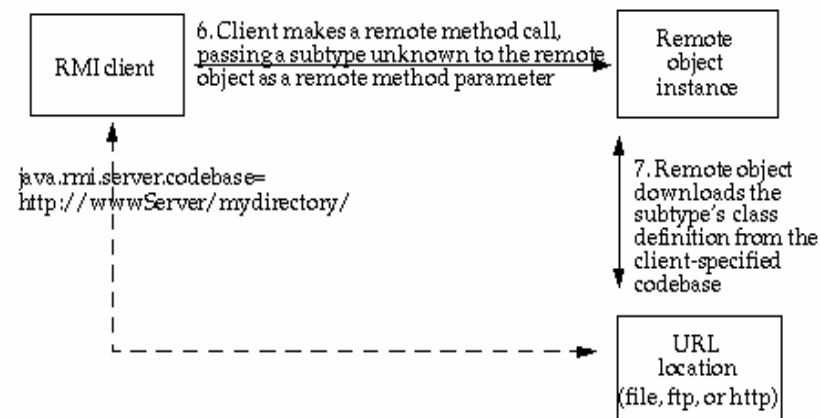 RMI client
6. Client makes a remote method call,
passing a subtype unknown to the remote
object as a remote method parameter
Remote
object
instance
java.rmi.server.codebase=
http://wwwServer/mydirectory/
7. Remote object
downloads the
subtype's class
definition from the
client-specified
codebase
URL
location
(file, ftp, or http)